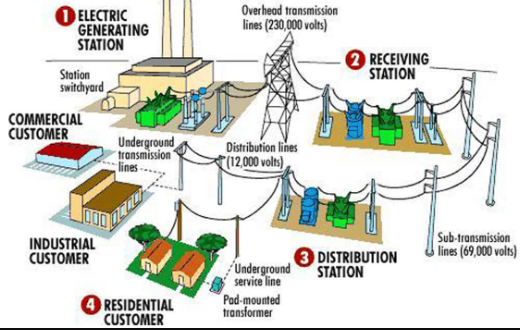 1 ELECTRIC
GENERATING
STATION
Overhead transmission
lines (230,000 volts)
2 RECEIVING
STATION
Station
switchyard
COMMERCIAL
CUSTOMER
Underground
transmission
lines
Distribution lines
(12,000 volts)
INDUSTRIAL
CUSTOMER
Sub-transmission
lines (69,000 volts)
3 DISTRIBUTION
STATION
Underground
service line
Pad-mounted
transformer
4 RESIDENTIAL
CUSTOMER